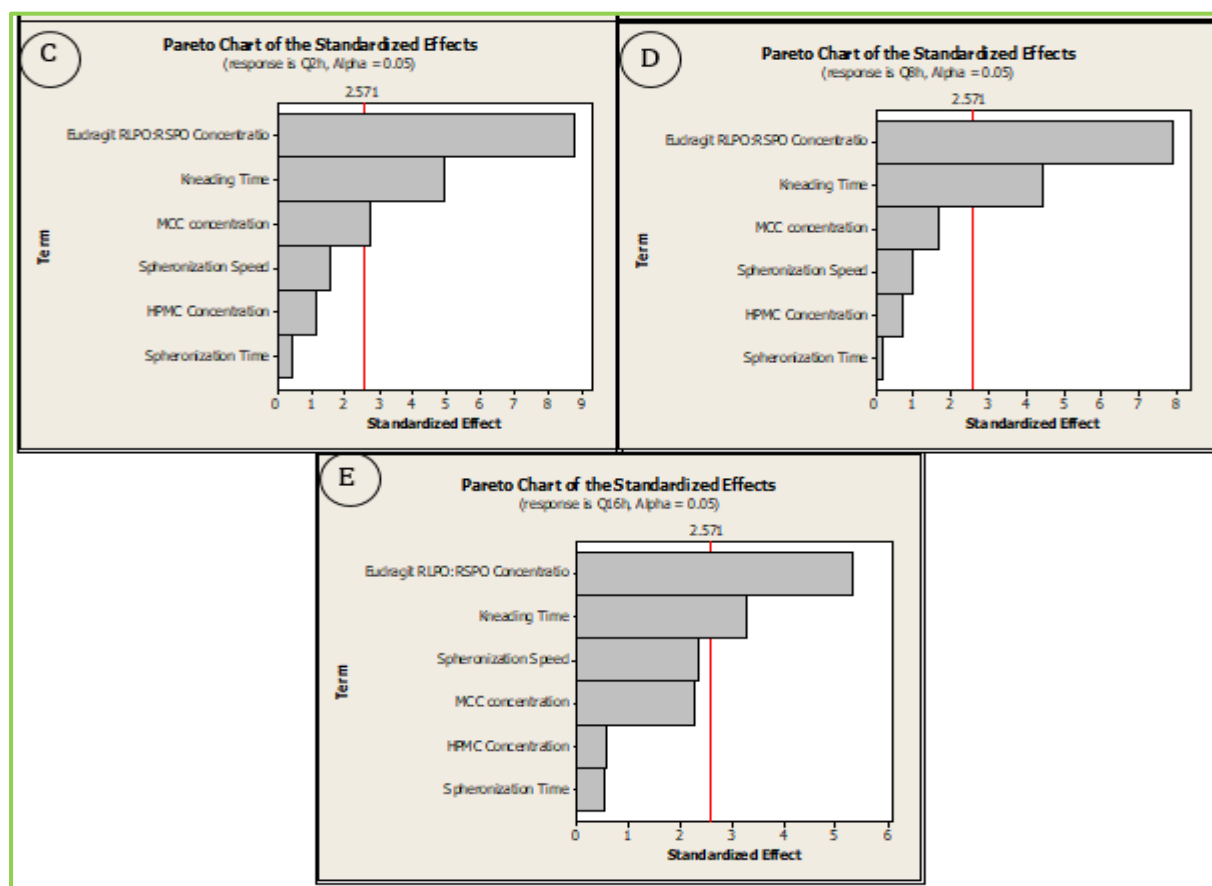 C
Pareto Chart of the Standardized Effects
(response is Q2h, Alpha = 0.05)
2.571
Term
Eudragit RLPO:RSPO Concentratio
Kneading Time
MCC concentration
Spheronization Speed
HPMC Concentration
Spheronization Time
0 1 2 3 4 5 6 7 8 9
Standardized Effect
D
Pareto Chart of the Standardized Effects
(response is Q8h, Alpha = 0.05)
2.571
Term
Eudragit RLPO:RSPO Concentratio
Kneading Time
MCC concentration
Spheronization Speed
HPMC Concentration
Spheronization Time
0 1 2 3 4 5 6 7 8
Standardized Effect
E
Pareto Chart of the Standardized Effects
(response is Q16h, Alpha = 0.05)
2.571
Term
Eudragit RLPO:RSPO Concentratio
Kneading Time
Spheronization Speed
MCC concentration
HPMC Concentration
Spheronization Time
0 1 2 3 4 5 6
Standardized Effect